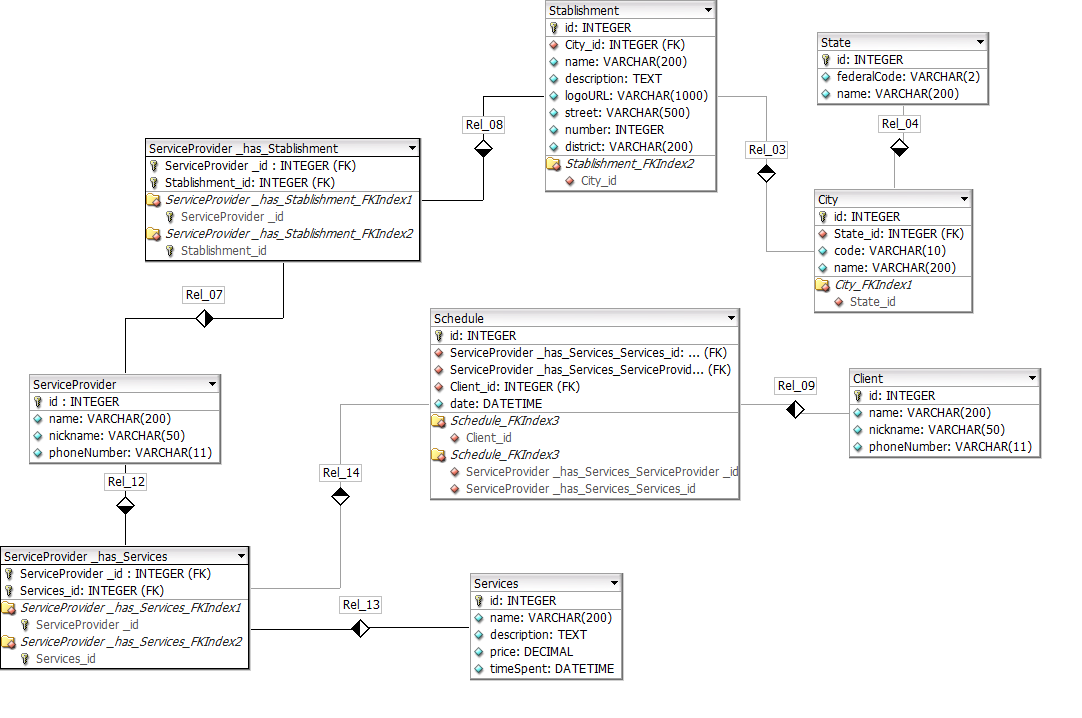 Stablishment
id: INTEGER
City_id: INTEGER (FK)
name: VARCHAR(200)
description: TEXT
logoURL: VARCHAR(1000)
street: VARCHAR(500)
number: INTEGER
district: VARCHAR(200)
Stablishment_FKIndex2
City_id
State
id: INTEGER
federalCode: VARCHAR(2)
name: VARCHAR(200)
Rel_08
Rel_04
Rel_03
ServiceProvider _has_Stablishment
ServiceProvider _id : INTEGER (FK)
Stablishment_id: INTEGER (FK)
ServiceProvider _has_Stablishment_FKIndex1
ServiceProvider _id
ServiceProvider _has_Stablishment_FKIndex2
Stablishment_id
City
id: INTEGER
State_id: INTEGER (FK)
code: VARCHAR(10)
name: VARCHAR(200)
City_FKIndex1
State_id
Rel_07
Schedule
id: INTEGER
ServiceProvider _has_Services_Services_id: ... (FK)
ServiceProvider _has_Services_ServiceProvid... (FK)
Client_id: INTEGER (FK)
date: DATETIME
Schedule_FKIndex3
Client_id
Schedule_FKIndex3
ServiceProvider _has_Services_ServiceProvider _id
ServiceProvider _has_Services_Services_id
Rel_09
Client
id: INTEGER
name: VARCHAR(200)
nickname: VARCHAR(50)
phoneNumber: VARCHAR(11)
ServiceProvider
id : INTEGER
name: VARCHAR(200)
nickname: VARCHAR(50)
phoneNumber: VARCHAR(11)
Rel_12
Rel_14
ServiceProvider _has_Services
ServiceProvider _id : INTEGER (FK)
Services_id: INTEGER (FK)
ServiceProvider _has_Services_FKIndex1
ServiceProvider _id
ServiceProvider _has_Services_FKIndex2
Services_id
Rel_13
Services
id: INTEGER
name: VARCHAR(200)
description: TEXT
price: DECIMAL
timeSpent: DATETIME